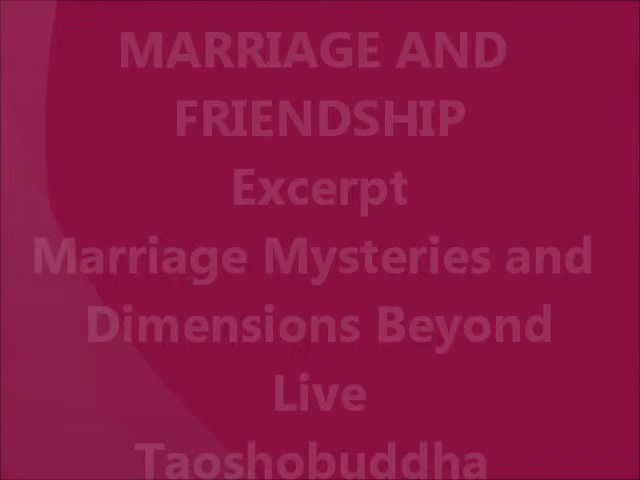 MARRIAGE AND
FRIENDSHIP
Excerpt
Marriage Mysteries and
Dimensions Beyond
Live
Taoshobuddha